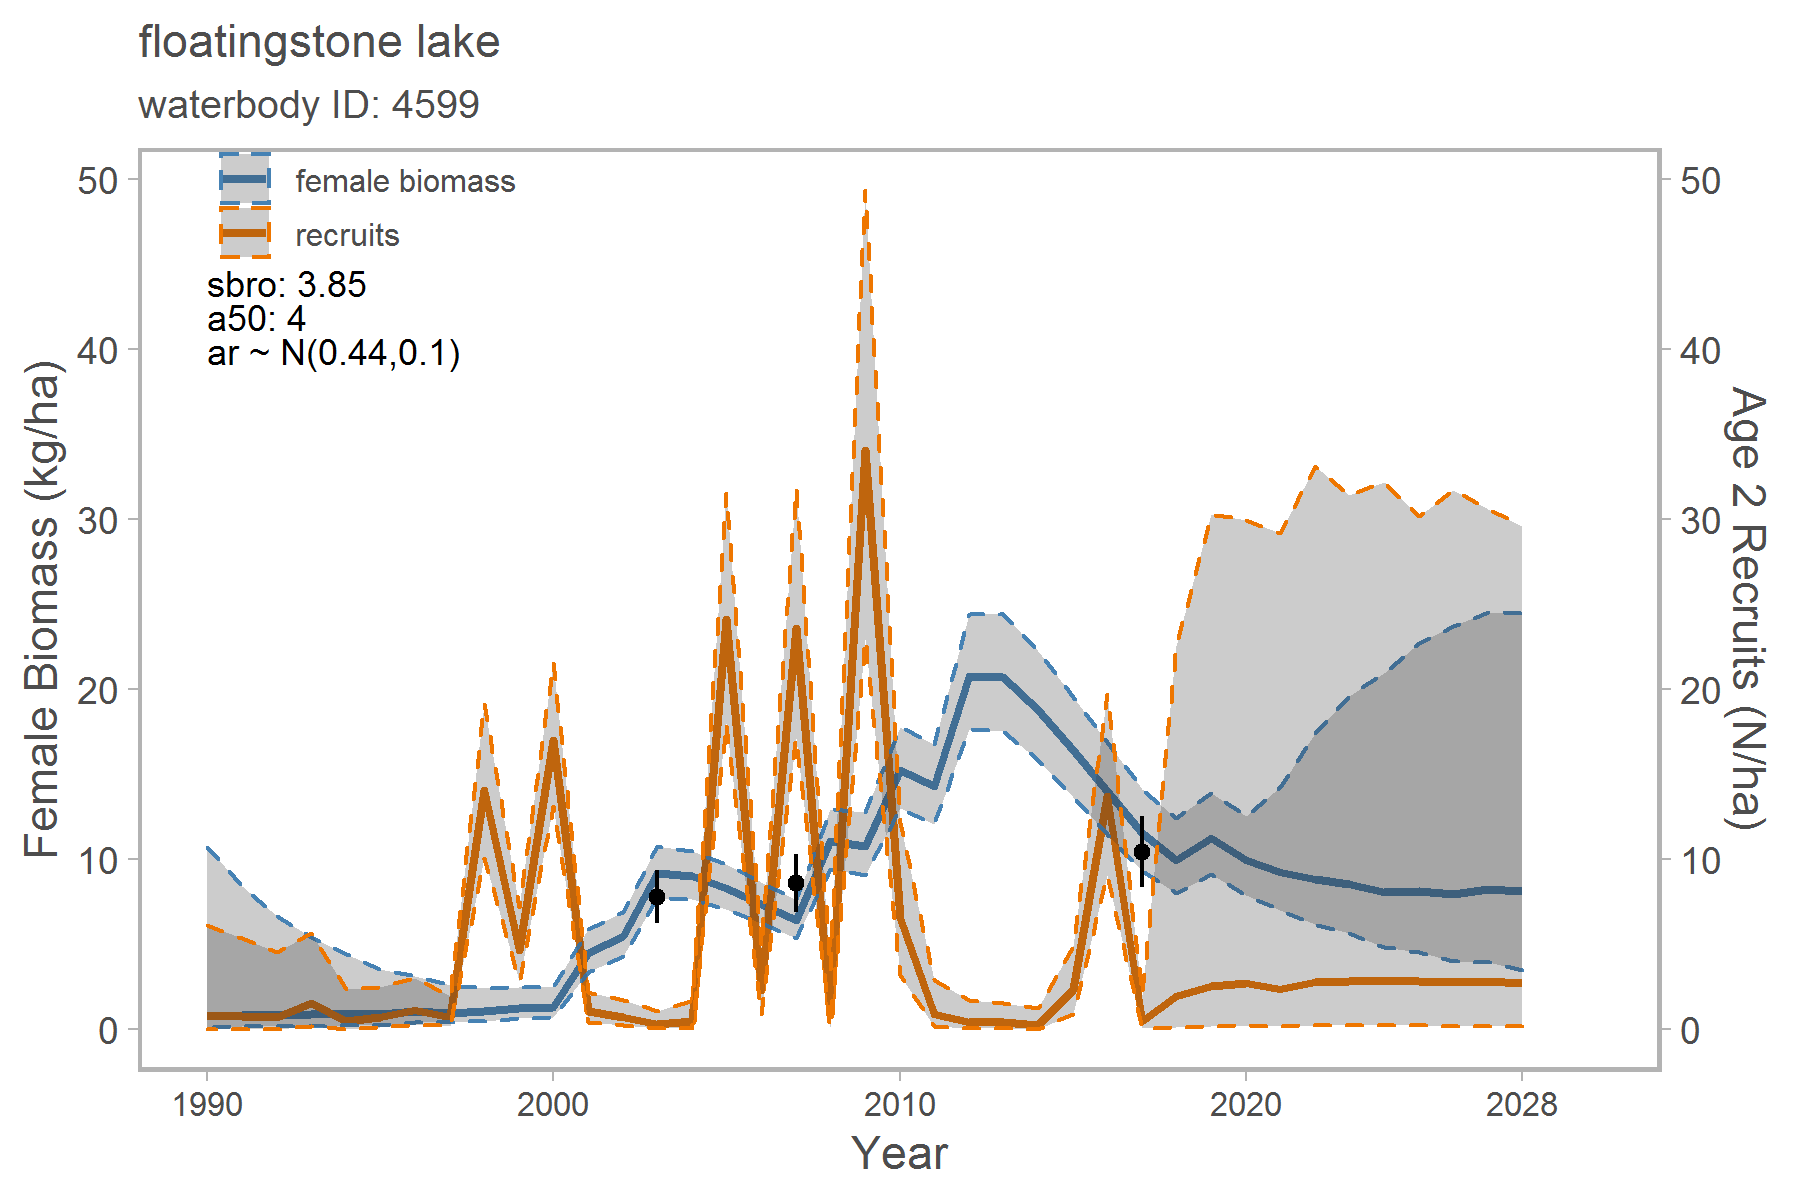 floatingstone lake
waterbody ID: 4599
female biomass
recruits
sbro: 3.85
a50: 4
ar ~ N(0.44,0.1)
Female Biomass (kg/ha)
50
40
30
20
10
0
50
40
30
20
10
0
Age 2 Recruits (N/ha)
1990
2000
2010
2020
2028
Year